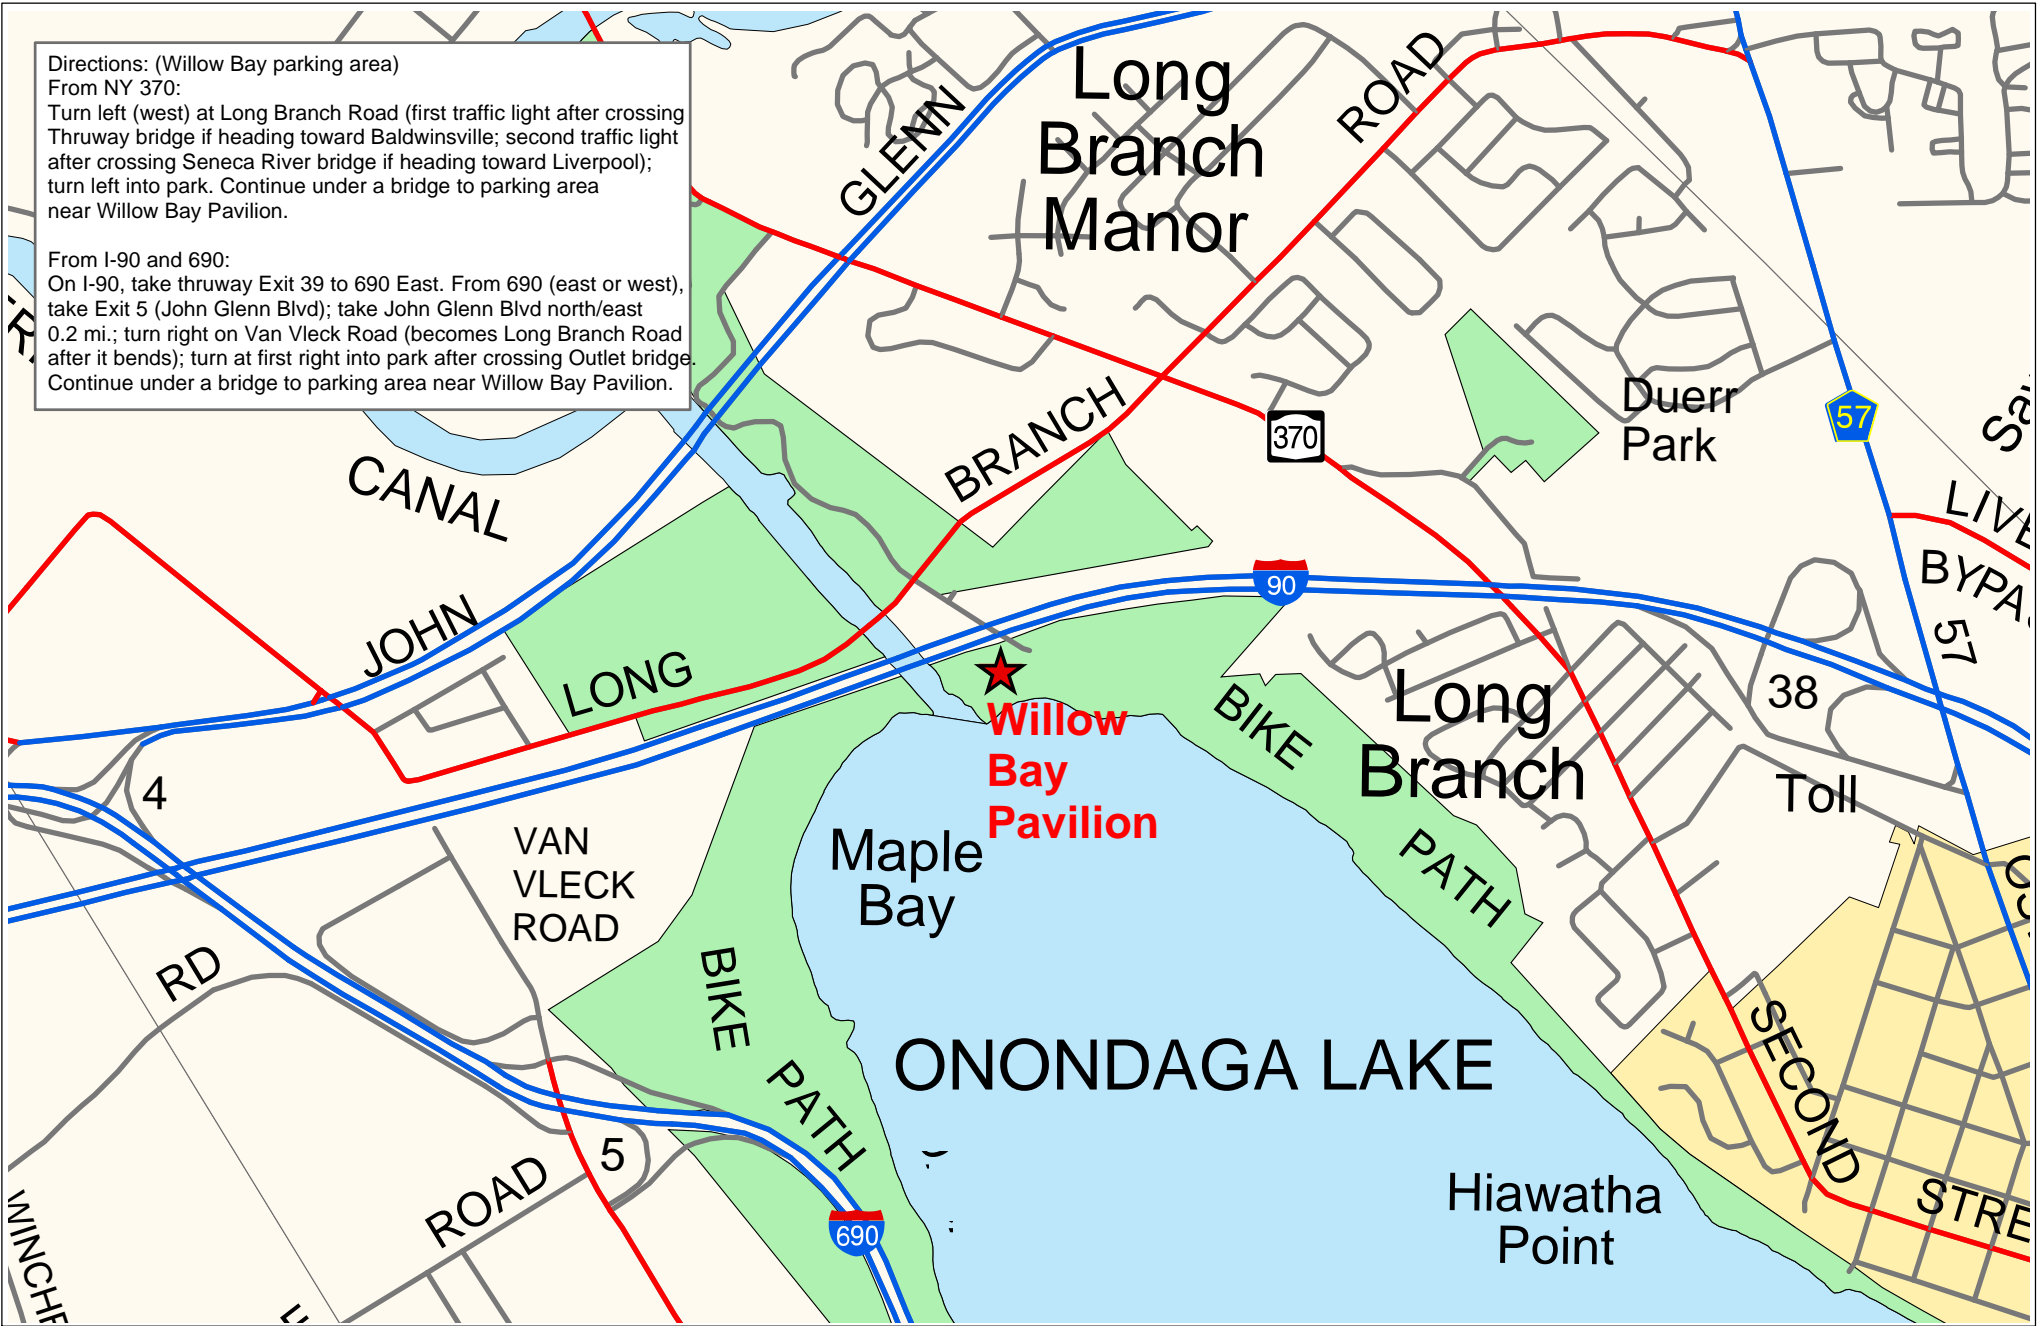 Directions: (Willow Bay parking area)
From NY 370:
Turn left (west) at Long Branch Road (first traffic light after crossing
Thruway bridge if heading toward Baldwinsville; second traffic light
after crossing Seneca River bridge if heading toward Liverpool);
turn left into park. Continue under a bridge to parking area
near Willow Bay Pavilion.
From I-90 and 690:
On I-90, take thruway Exit 39 to 690 East. From 690 (east or west),
take Exit 5 (John Glenn Blvd); take John Glenn Blvd north/east
0.2 mi.; turn right on Van Vleck Road (becomes Long Branch Road
after it bends); turn at first right into park after crossing Outlet bridge.
Continue under a bridge to parking area near Willow Bay Pavilion.
Long
Branch
Manor
ROAD
GLENN
BRANCH
370
Duerr
Park
57
CANAL
LIVE
BYPA
57
90
JOHN
LONG
Willow
Bay
Pavilion
BIKE
PATH
Long
Branch
38
Toll
4
VAN
VLECK
ROAD
Maple
Bay
RD
BIKE
PATH
ONONDAGA LAKE
SECOND
STRE
Hiawatha
Point
5
ROAD
690
WINCHE